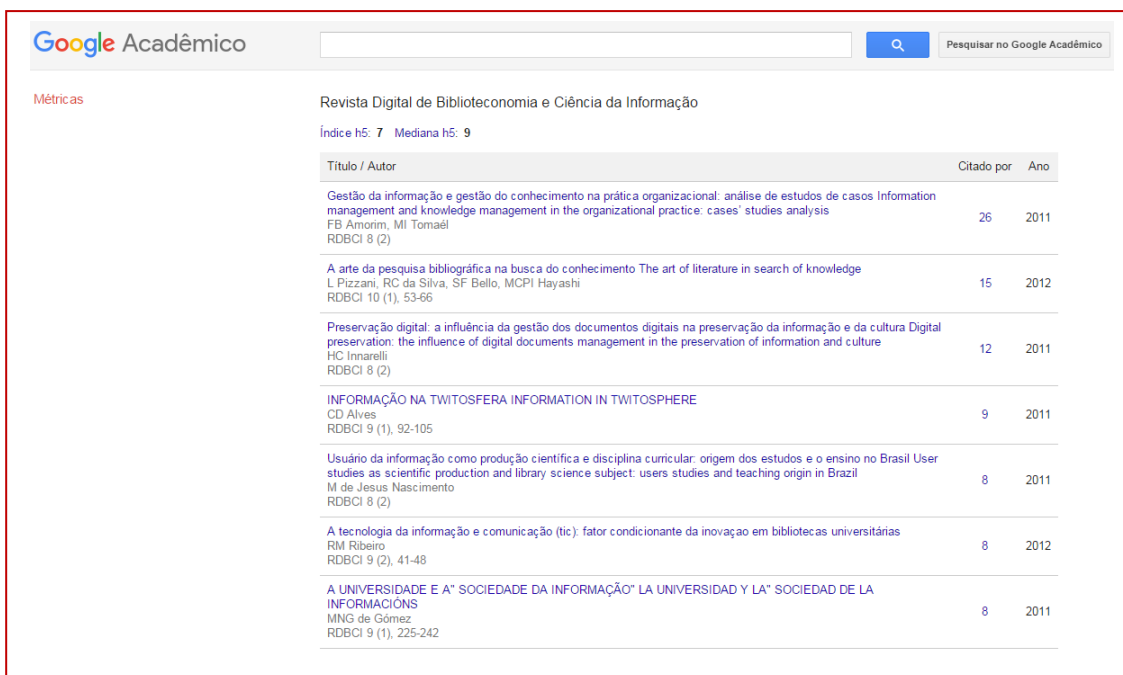 Google Acadêmico
Pesquisar no Google Acadêmico
Métricas
Revista Digital de Biblioteconomia e Ciência da Informação
Índice h5: 7 Mediana h5: 9
Título / Autor Citado por Ano
Gestão da informação e gestão do conhecimento na prática organizacional: análise de estudos de casos Information
management and knowledge management in the organizational practice: cases' studies analysis
FB Amorim, MI Tomaél
RDBCI 8 (2)
26 2011
A arte da pesquisa bibliográfica na busca do conhecimento The art of literature in search of knowledge
L Pizzani, RC da Silva, SF Bello, MCPI Hayashi
RDBCI 10 (1), 53-66
15 2012
Preservação digital: a influência da gestão dos documentos digitais na preservação da informação e da cultura Digital
preservation: the influence of digital documents management in the preservation of information and culture
HC Innarelli
RDBCI 8 (2)
12 2011
INFORMAÇÃO NA TWITOSFERA INFORMATION IN TWITOSPHERE
CD Alves
RDBCI 9 (1), 92-105
9 2011
Usuário da informação como produção científica e disciplina curricular: origem dos estudos e o ensino no Brasil User
studies as scientific production and library science subject: users studies and teaching origin in Brazil
M de Jesus Nascimento
RDBCI 8 (2)
8 2011
A tecnologia da informação e comunicação (tic): fator condicionante da inovaçao em bibliotecas universitárias
RM Ribeiro
RDBCI 9 (2), 41-48
8 2012
A UNIVERSIDADE E A" SOCIEDADE DA INFORMAÇÃO" LA UNIVERSIDAD Y LA" SOCIEDAD DE LA
INFORMACIÓNS
MNG de Gómez
RDBCI 9 (1), 225-242
8 2011